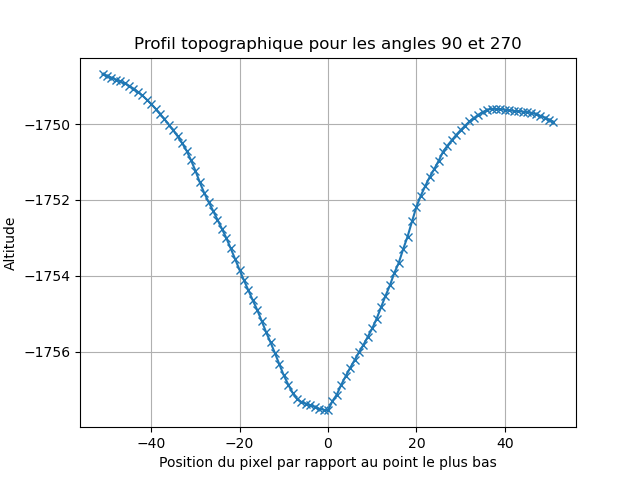 Profil topographique pour les angles 90 et 270
−1750
−1752
−1754
−1756
Altitude
−40 −20 0 20 40
Position du pixel par rapport au point le plus bas